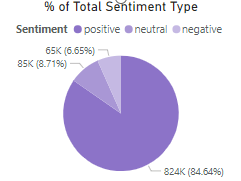 % of Total Sentiment Type
Sentiment positive neutral negative
65K (6.65%)
85K (8.71%)
824K (84.64%)